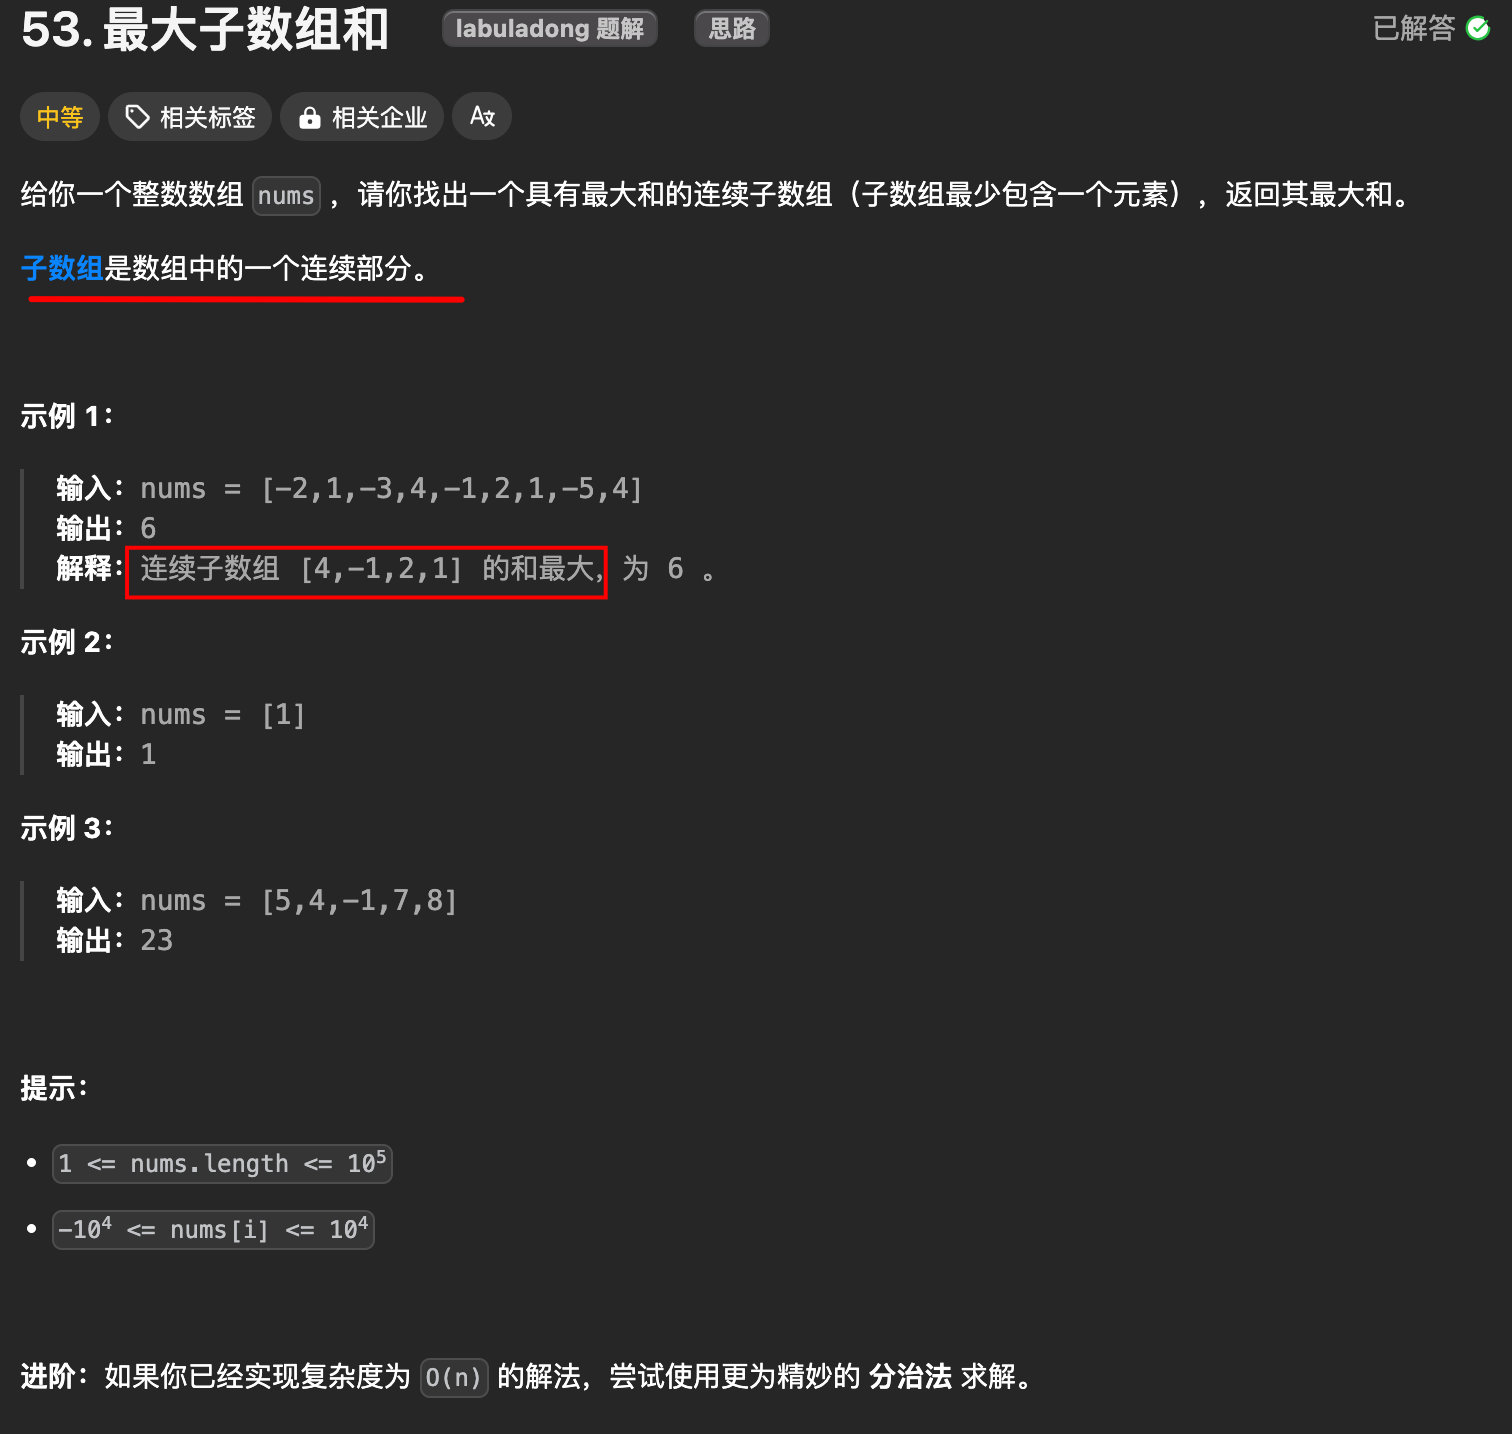 53. 最大子数组和 labuladong 题解 思路 已解答
中等 相关标签 相关企业
给你一个整数数组 nums ，请你找出一个具有最大和的连续子数组（子数组最少包含一个元素），返回其最大和。
子数组是数组中的一个连续部分。
示例 1：
输入：nums = [-2,1,-3,4,-1,2,1,-5,4]
输出：6
解释：连续子数组 [4,-1,2,1] 的和最大，为 6 。
示例 2：
输入：nums = [1]
输出：1
示例 3：
输入：nums = [5,4,-1,7,8]
输出：23
提示：
• 1 <= nums.length <= 10⁵
• -10⁴ <= nums[i] <= 10⁴
进阶：如果你已经实现复杂度为 O(n) 的解法，尝试使用更为精妙的 分治法 求解。